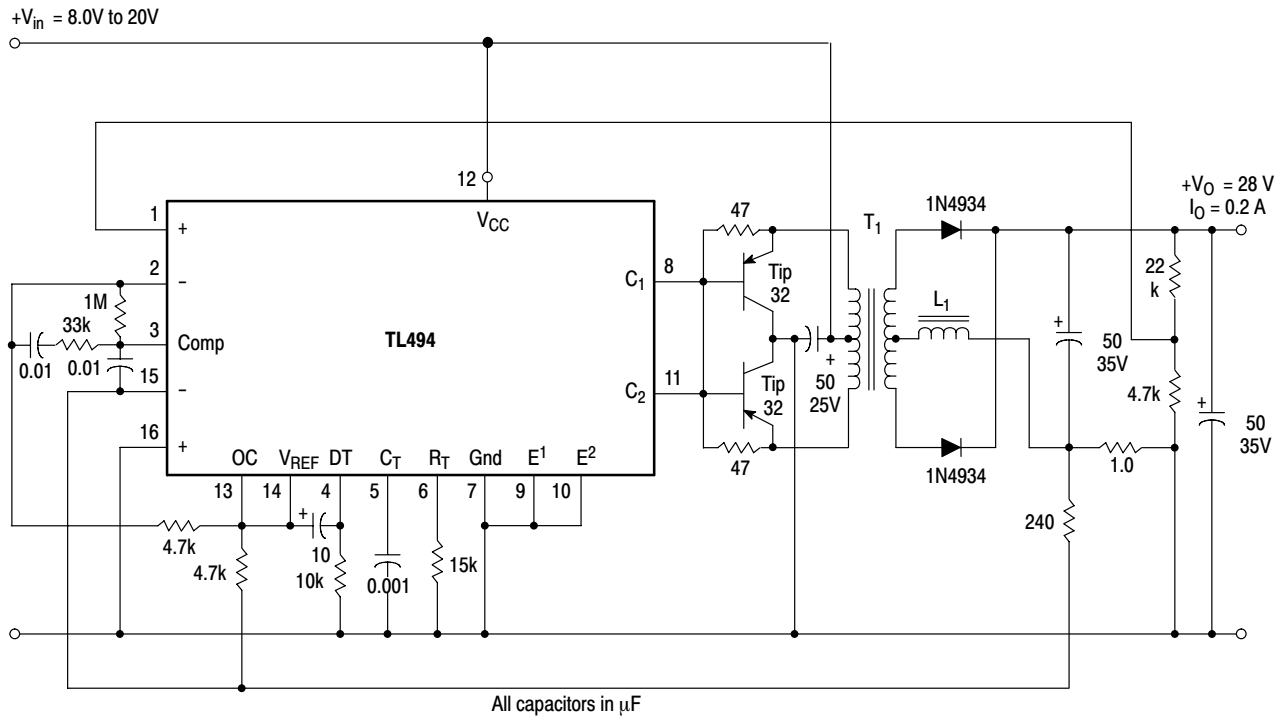 +Vin = 8.0V to 20V
12
VCC
+VO = 28 V
IO = 0.2 A
1
+
2
−
1M
33k
3
Comp
0.01
0.01
15
−
16
+
TL494
C1
8
C2
11
47
Tip
32
Tip
32
47
+
50
25V
T1
1N4934
L1
1N4934
+
50
35V
22
k
4.7k
+
50
35V
1.0
240
OC
VREF
DT
CT
RT
Gnd
E1
E2
13
14
4
5
6
7
9
10
+
4.7k
10
4.7k
10k
0.001
15k
All capacitors in μF